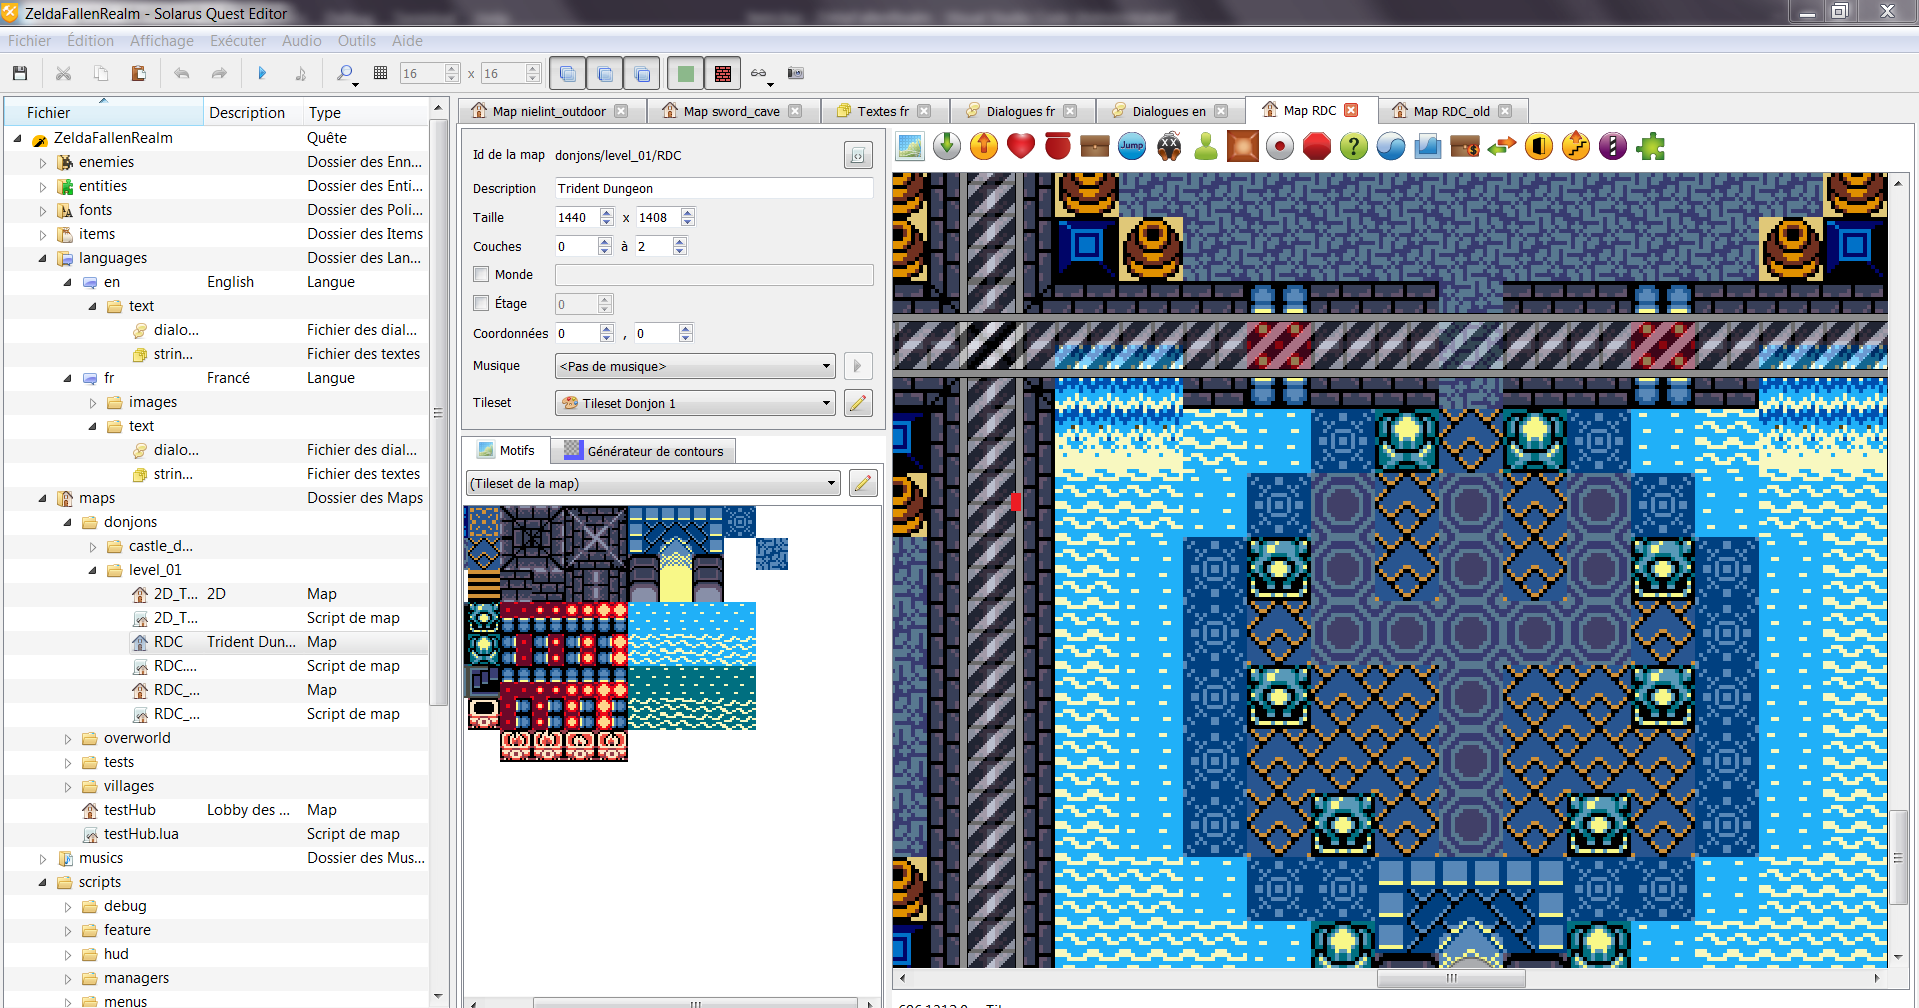 ZeldaFallenRealm - Solarus Quest Editor
Fichier Édition Affichage Exécuter Audio Outils Aide
16 x 16
Fichier Description Type
ZeldaFallenRealm Quête
enemies Dossier des Enn...
entities Dossier des Enti...
fonts Dossier des Poli...
items Dossier des Items
languages Dossier des Lan...
en English Langue
text
dialo... Fichier des dial...
strin... Fichier des textes
fr Francé Langue
images
text
dialo... Fichier des dial...
strin... Fichier des textes
maps Dossier des Maps
donjons
castle_d...
level_01
2D_T... 2D Map
2D_T... Script de map
RDC Trident Dun... Map
RDC.... Script de map
RDC_... Map
RDC_... Script de map
overworld
tests
villages
testHub Lobby des ... Map
testHub.lua Script de map
musics Dossier des Mus...
scripts
debug
feature
hud
managers
menus
Map nielint_outdoor Map sword_cave Textes fr Dialogues fr Dialogues en Map RDC Map RDC_old
Id de la map donjons/level_01/RDC
Description Trident Dungeon
Taille 1440 x 1408
Couches 0 à 2
Monde
Étage 0
Coordonnées 0 , 0
Musique <Pas de musique>
Tileset Tileset Donjon 1
Motifs Générateur de contours
(Tileset de la map)
Jump